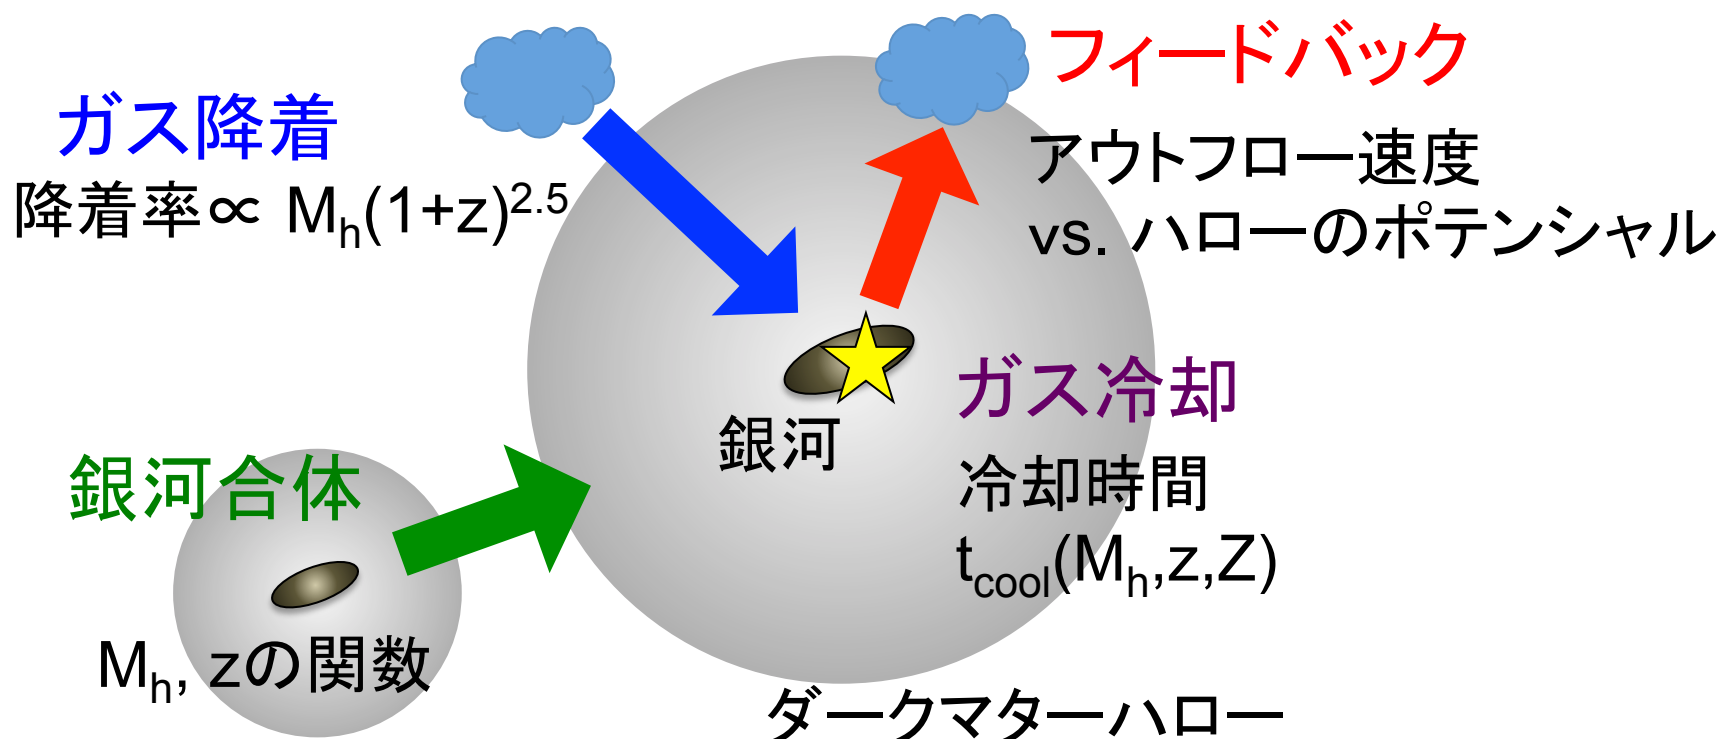 フィードバック
ガス降着
アウトフロー速度
降着率∝ Mₕ(1+z)²·⁵
vs. ハローのポテンシャル
ガス冷却
銀河
銀河合体
冷却時間
t_cool(Mₕ,z,Z)
Mₕ, zの関数
ダークマターハロー